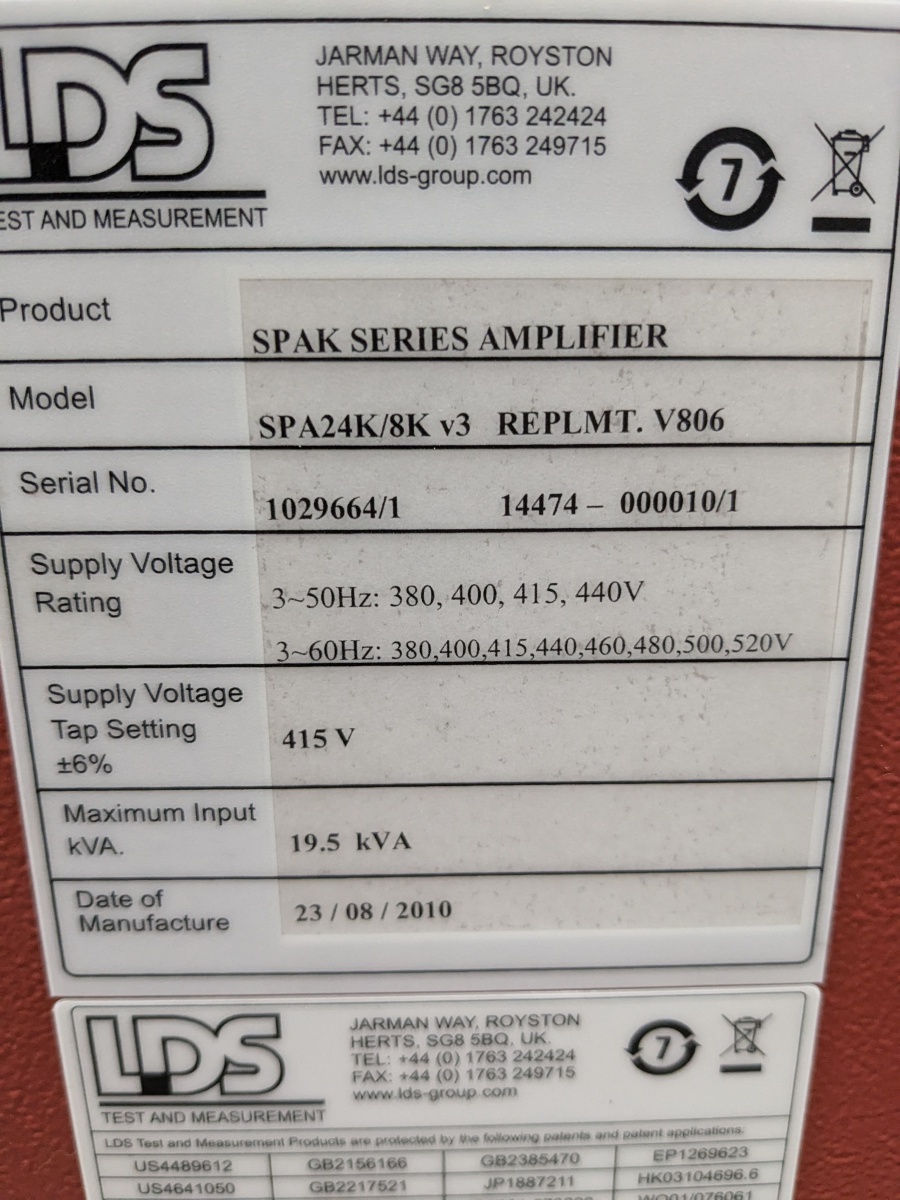 LDS
JARMAN WAY, ROYSTON
HERTS, SG8 5BQ, UK.
TEL: +44 (0) 1763 242424
FAX: +44 (0) 1763 249715
www.lds-group.com
7
EST AND MEASUREMENT
Product
SPAK SERIES AMPLIFIER
Model
SPA24K/8K v3 REPLMT. V806
Serial No.
1029664/1 14474 – 000010/1
Supply Voltage
Rating
3~50Hz: 380, 400, 415, 440V
3~60Hz: 380,400,415,440,460,480,500,520V
Supply Voltage
Tap Setting
±6%
415 V
Maximum Input
kVA.
19.5 kVA
Date of
Manufacture
23 / 08 / 2010
LDS
JARMAN WAY, ROYSTON
HERTS, SG8 5BQ, UK.
TEL: +44 (0) 1763 242424
FAX: +44 (0) 1763 249715
www.lds-group.com
7
TEST AND MEASUREMENT
LDS Test and Measurement Products are protected by the following patents and patent applications:
US4489612 GB2156166 GB2385470 EP1269623
US4641050 GB2217521 JP1887211 HK03104696.6
WO01/076061